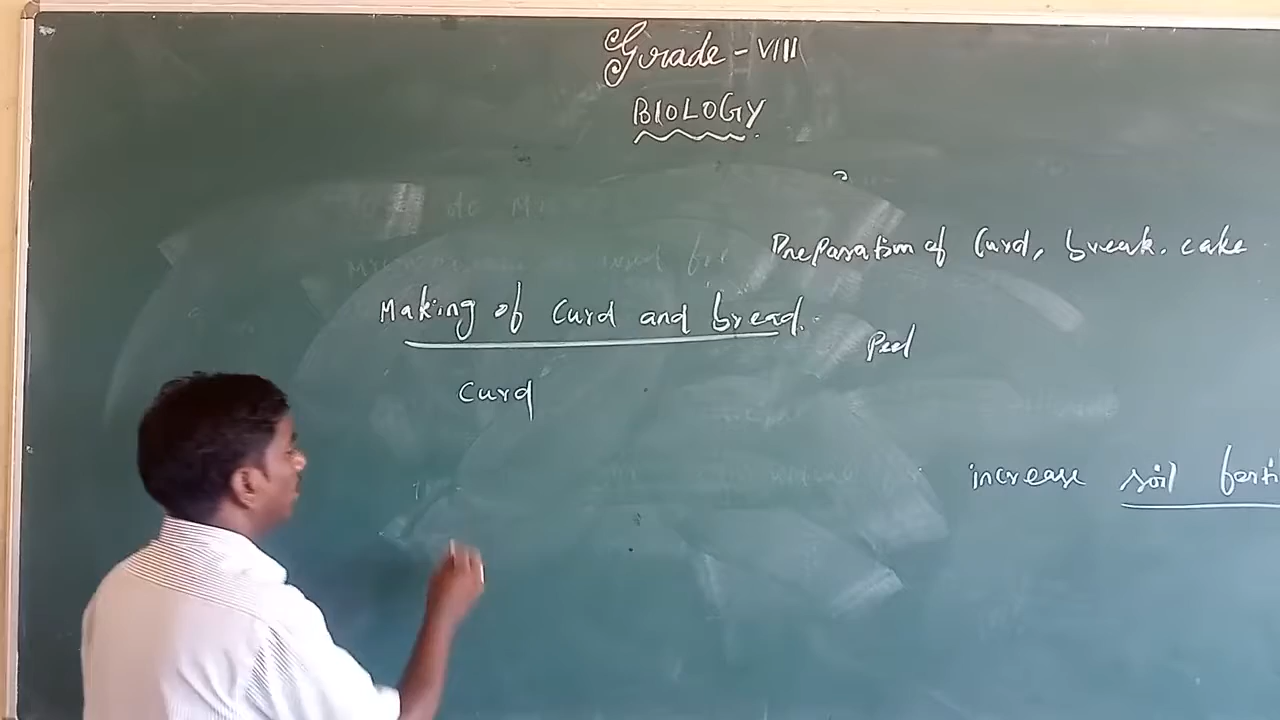 Grade - VIII
BIOLOGY
Preparation of Curd, break. cake
Making of Curd and bread.
Peel
Curd
increase soil ferti